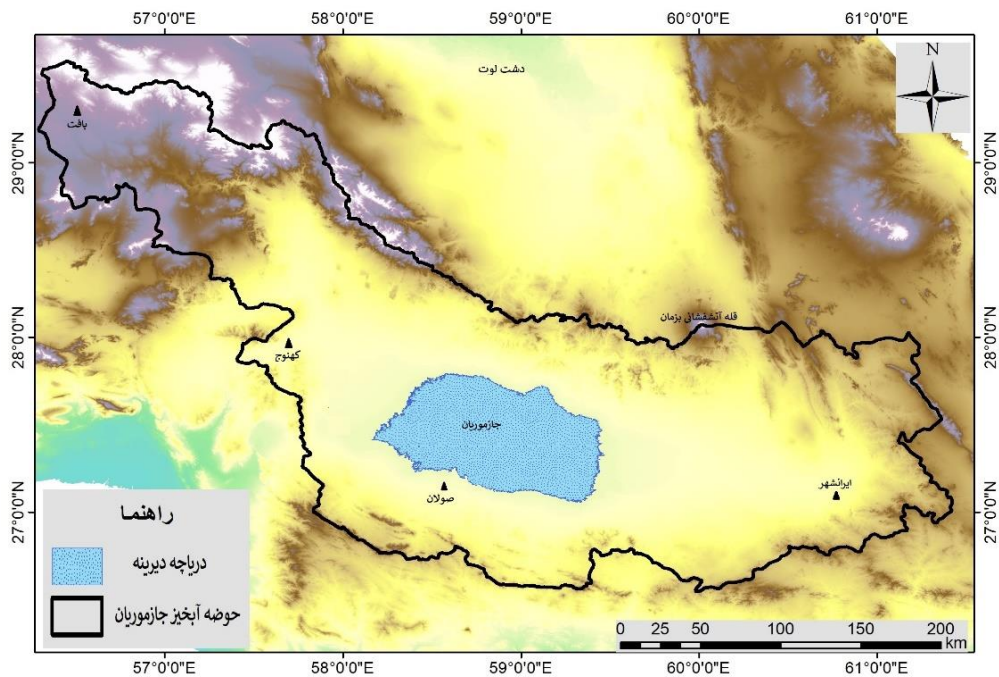 57°0'0"E 58°0'0"E 59°0'0"E 60°0'0"E 61°0'0"E
N
دشت لوت
بافت
29°0'0"N 29°0'0"N
قله آتشفشانی بزمان
28°0'0"N 28°0'0"N
کهنوج
جازموریان
ایرانشهر
صولان
27°0'0"N 27°0'0"N
راهنما
دریاچه دیرینه
حوضه آبخیز جازموریان
0 25 50 100 150 200
km
57°0'0"E 58°0'0"E 59°0'0"E 60°0'0"E 61°0'0"E